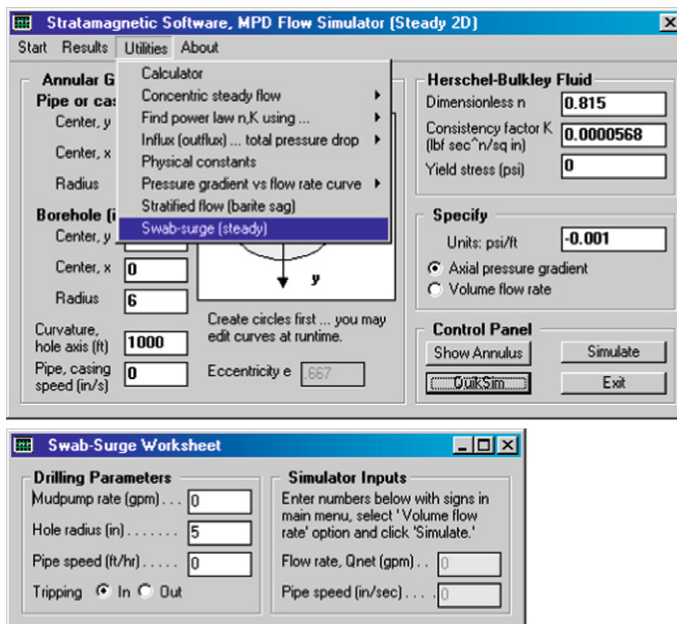 Stratamagnetic Software, MPD Flow Simulator (Steady 2D)
Start Results Utilities About
Calculator
Concentric steady flow
Find power law n,K using ...
Influx (outflux) ... total pressure drop
Physical constants
Pressure gradient vs flow rate curve
Stratified flow (barite sag)
Swab-surge (steady)
Annular G
Pipe or cas
Center, y
Center, x
Radius
Borehole (i
Center, y
Center, x 0
Radius 6
Curvature,
hole axis (ft) 1000
Pipe, casing
speed (in/s) 0
y
Create circles first ... you may
edit curves at runtime.
Eccentricity e .667
Herschel-Bulkley Fluid
Dimensionless n 0.815
Consistency factor K
(lbf sec^n/sq in) 0.0000568
Yield stress (psi) 0
Specify
Units: psi/ft -0.001
Axial pressure gradient
Volume flow rate
Control Panel
Show Annulus Simulate
QuikSim Exit
Swab-Surge Worksheet
Drilling Parameters
Mudpump rate (gpm) . . . 0
Hole radius (in) . . . . . . . 5
Pipe speed (ft/hr) . . . . . 0
Tripping In Out
Simulator Inputs
Enter numbers below with signs in
main menu, select 'Volume flow
rate' option and click 'Simulate.'
Flow rate, Qnet (gpm) . . 0
Pipe speed (in/sec) . . . . 0